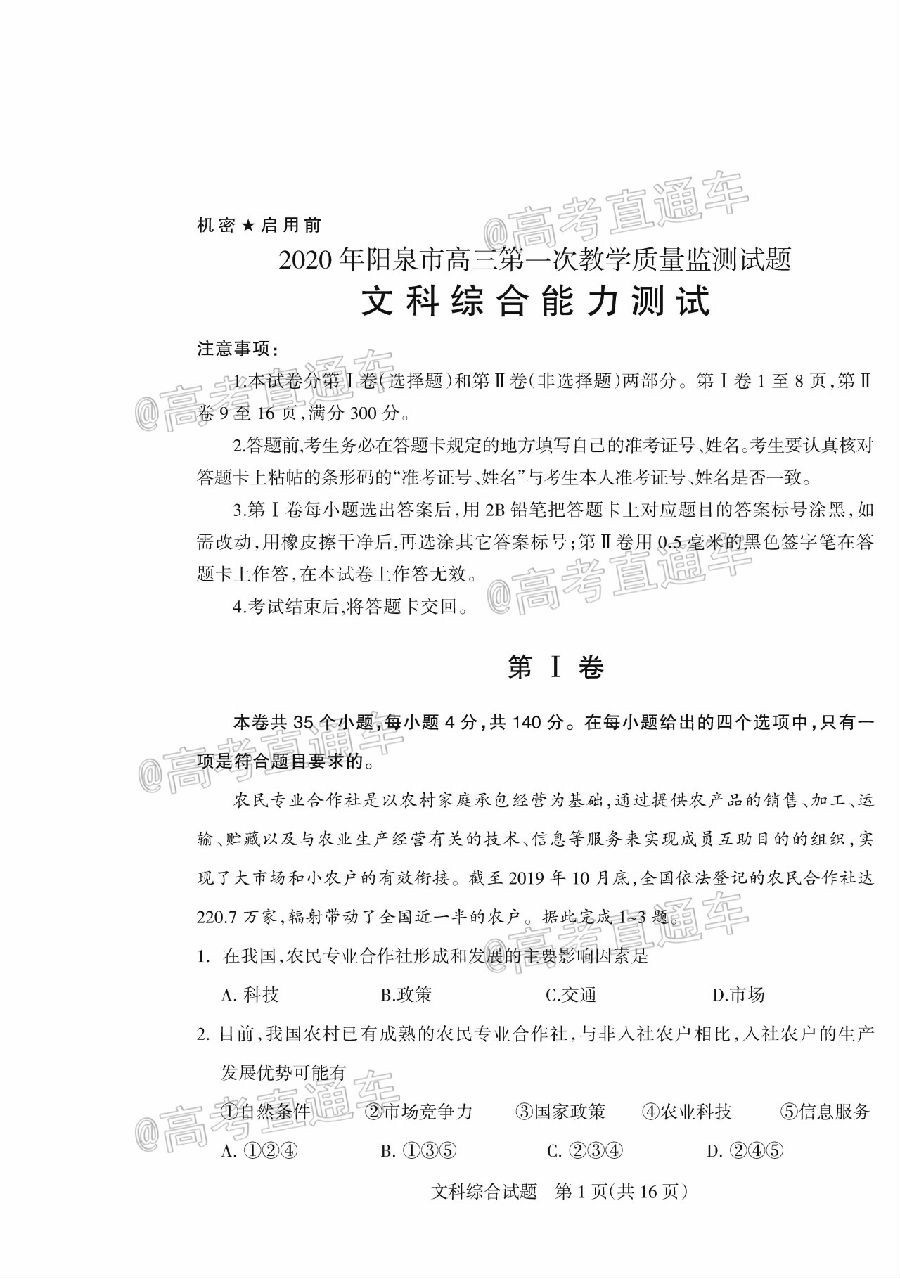 机密★启用前
2020年阳泉市高三第一次教学质量监测试题
文科综合能力测试
注意事项：
1.本试卷分第Ⅰ卷(选择题)和第Ⅱ卷(非选择题)两部分。第Ⅰ卷1至8页,第Ⅱ
卷9至16页,满分300分。
2.答题前,考生务必在答题卡规定的地方填写自己的准考证号、姓名。考生要认真核对
答题卡上粘帖的条形码的“准考证号、姓名”与考生本人准考证号、姓名是否一致。
3.第Ⅰ卷每小题选出答案后,用2B铅笔把答题卡上对应题目的答案标号涂黑,如
需改动,用橡皮擦干净后,再选涂其它答案标号;第Ⅱ卷用0.5毫米的黑色签字笔在答
题卡上作答,在本试卷上作答无效。
4.考试结束后,将答题卡交回。
第Ⅰ卷
本卷共35个小题,每小题4分,共140分。在每小题给出的四个选项中,只有一
项是符合题目要求的。
农民专业合作社是以农村家庭承包经营为基础,通过提供农产品的销售、加工、运
输、贮藏以及与农业生产经营有关的技术、信息等服务来实现成员互助目的的组织,实
现了大市场和小农户的有效衔接。截至2019年10月底,全国依法登记的农民合作社达
220.7万家,辐射带动了全国近一半的农户。据此完成1~3题。
1. 在我国,农民专业合作社形成和发展的主要影响因素是
A. 科技 B.政策 C.交通 D.市场
2. 目前,我国农村已有成熟的农民专业合作社,与非入社农户相比,入社农户的生产
发展优势可能有
①自然条件 ②市场竞争力 ③国家政策 ④农业科技 ⑤信息服务
A. ①②④ B. ①③⑤ C. ②③④ D. ②④⑤
文科综合试题 第1页(共16页)
@高考直通车
@高考直通车
@高考直通车
@高考直通车
@高考直通车
@高考直通车